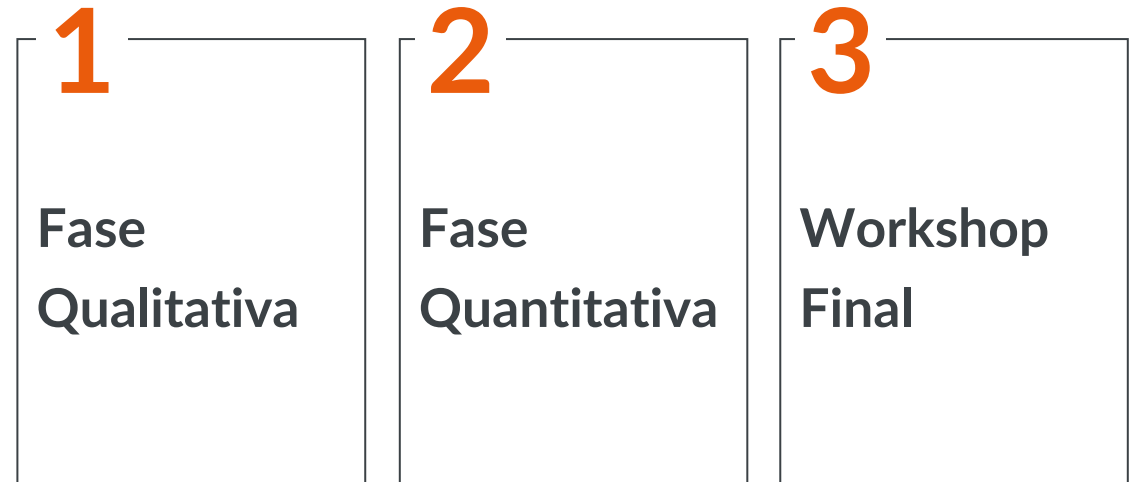 1
Fase
Qualitativa
2
Fase
Quantitativa
3
Workshop
Final